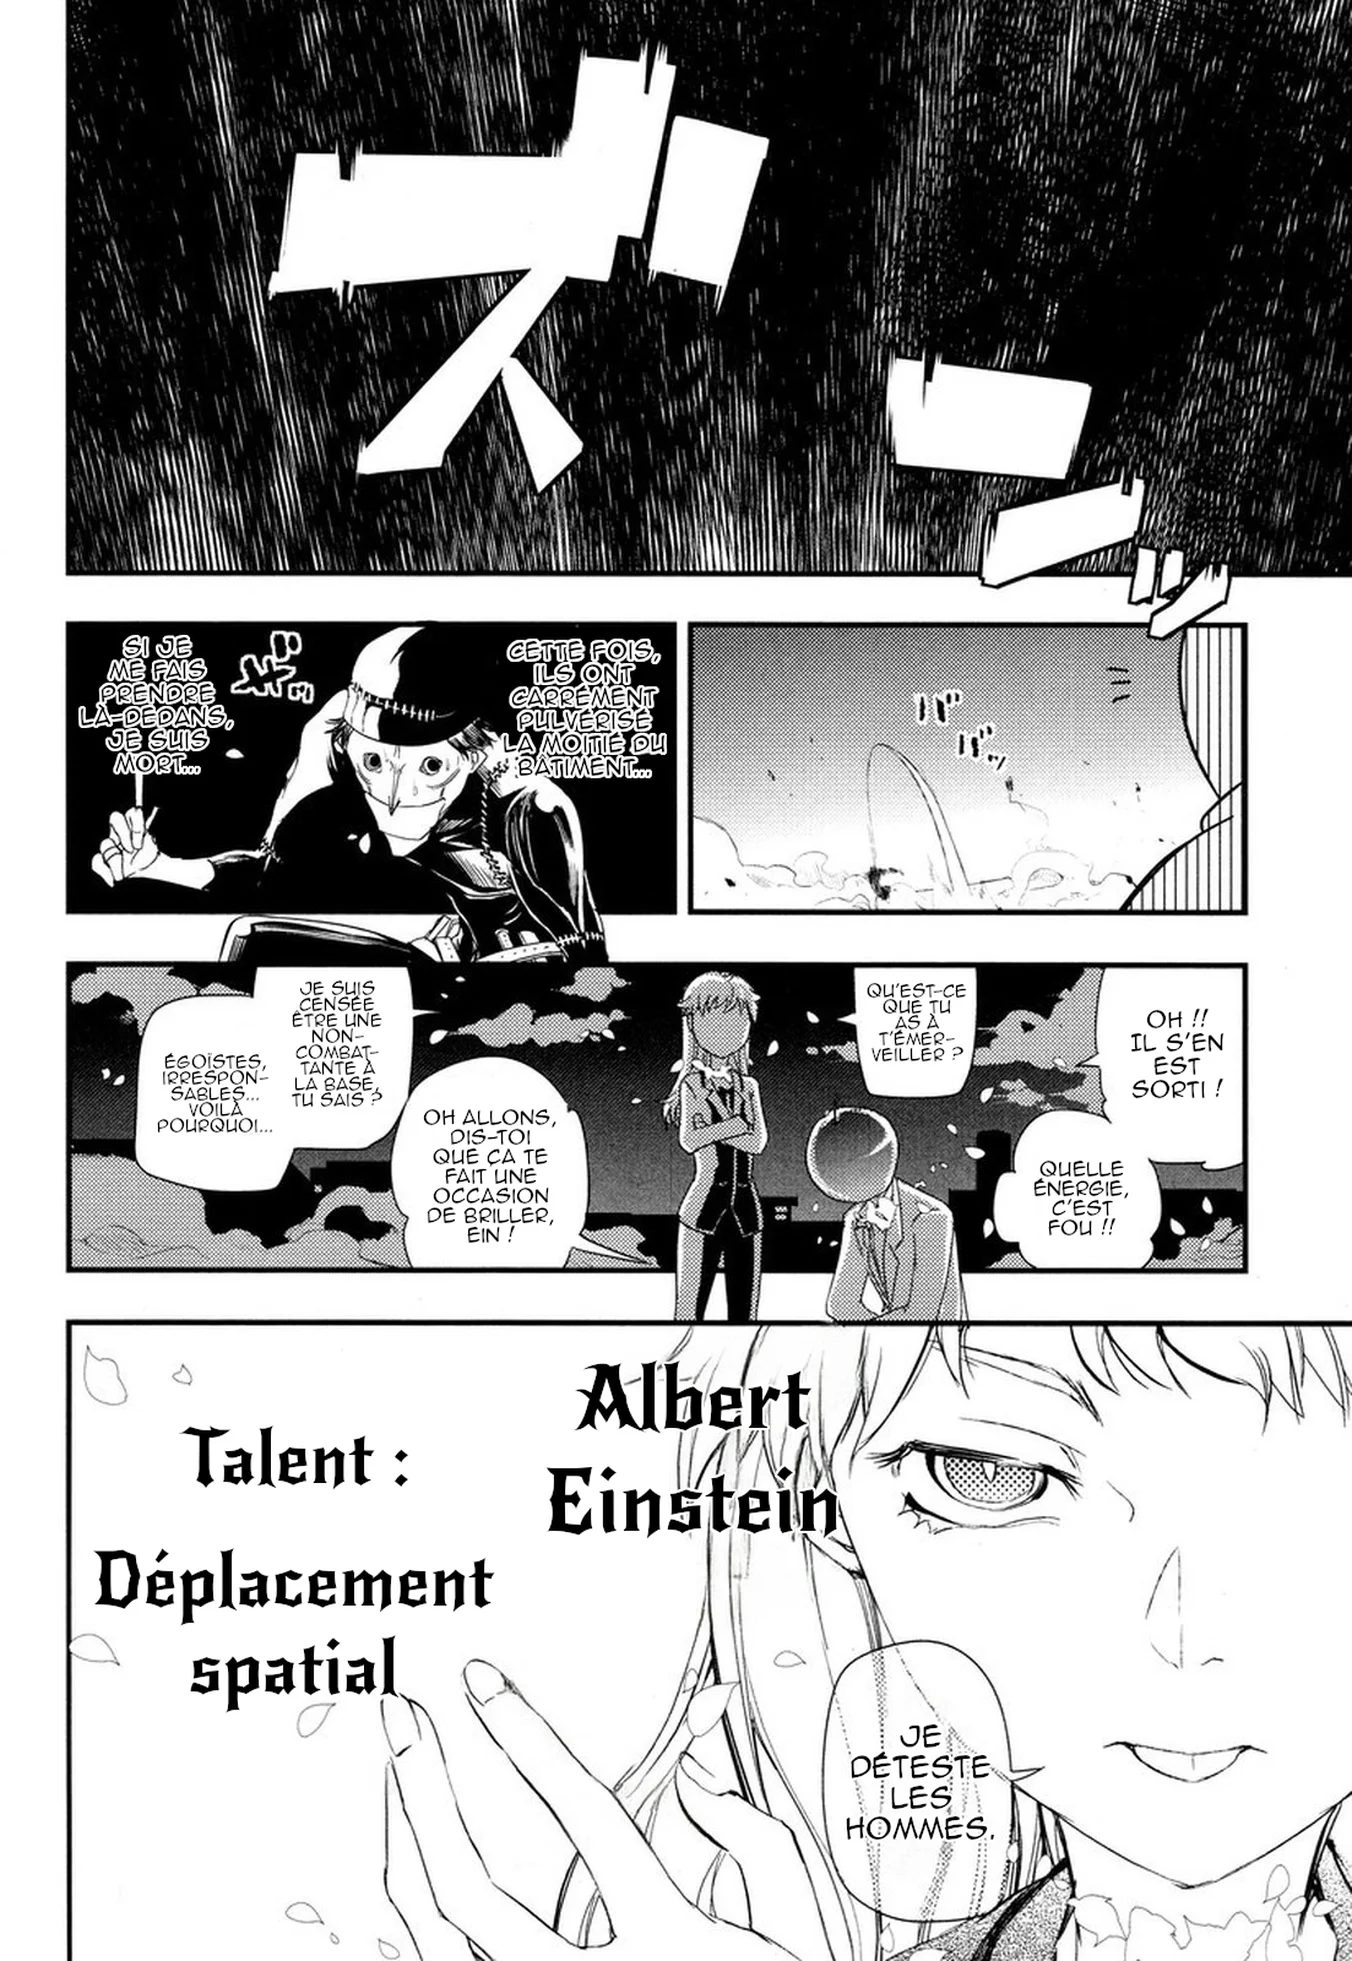 ズ
CETTE FOIS,
ILS ONT
CARRÉMENT
PULVÉRISÉ
LA MOITIÉ DU
BÂTIMENT...
SI JE
ME FAIS
PRENDRE
LÀ-DEDANS,
JE SUIS
MORT...
OH !!
IL S'EN
EST
SORTI !
QUELLE
ÉNERGIE,
C'EST
FOU !!
QU'EST-CE
QUE TU
AS À
T'ÉMER-
VEILLER ?
OH ALLONS,
DIS-TOI
QUE ÇA TE
FAIT UNE
OCCASION
DE BRILLER,
EIN !
JE SUIS
CENSÉE
ÊTRE UNE
NON-
COMBAT-
TANTE À
LA BASE,
TU SAIS ?
ÉGOÏSTES,
IRRESPON-
SABLES...
VOILÀ
POURQUOI...
Albert
Einstein
Talent :
Déplacement
spatial
JE
DÉTESTE
LES
HOMMES.